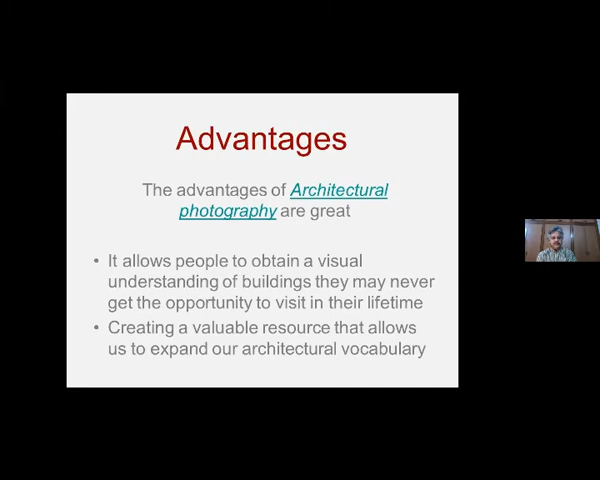 Advantages
The advantages of Architectural
photography are great
• It allows people to obtain a visual
understanding of buildings they may never
get the opportunity to visit in their lifetime
• Creating a valuable resource that allows
us to expand our architectural vocabulary